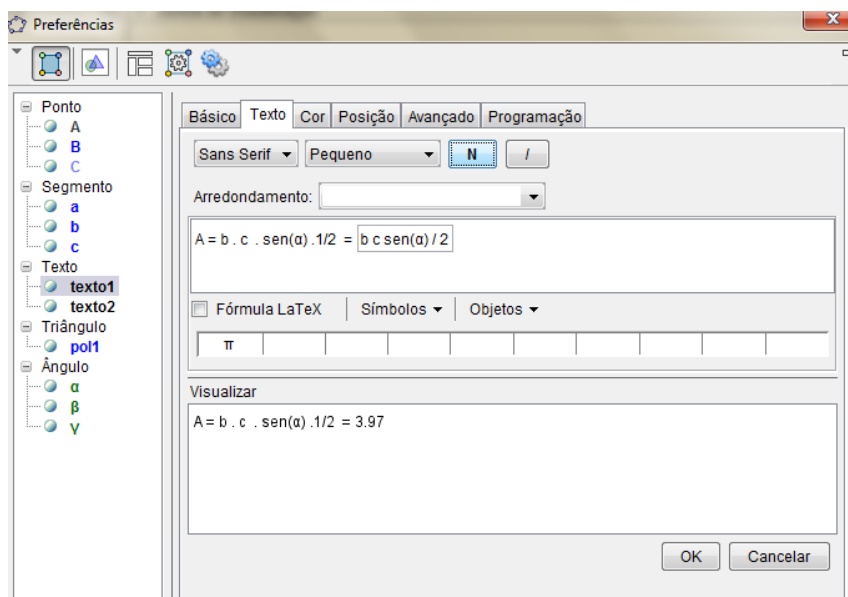 Preferências
Ponto
A
B
C
Segmento
a
b
c
Texto
texto1
texto2
Triângulo
pol1
Ângulo
α
β
γ
Básico Texto Cor Posição Avançado Programação
Sans Serif Pequeno N I
Arredondamento:
A = b . c . sen(α) .1/2 = b c sen(α) / 2
Fórmula LaTeX Símbolos Objetos
π
Visualizar
A = b . c . sen(α) .1/2 = 3.97
OK Cancelar